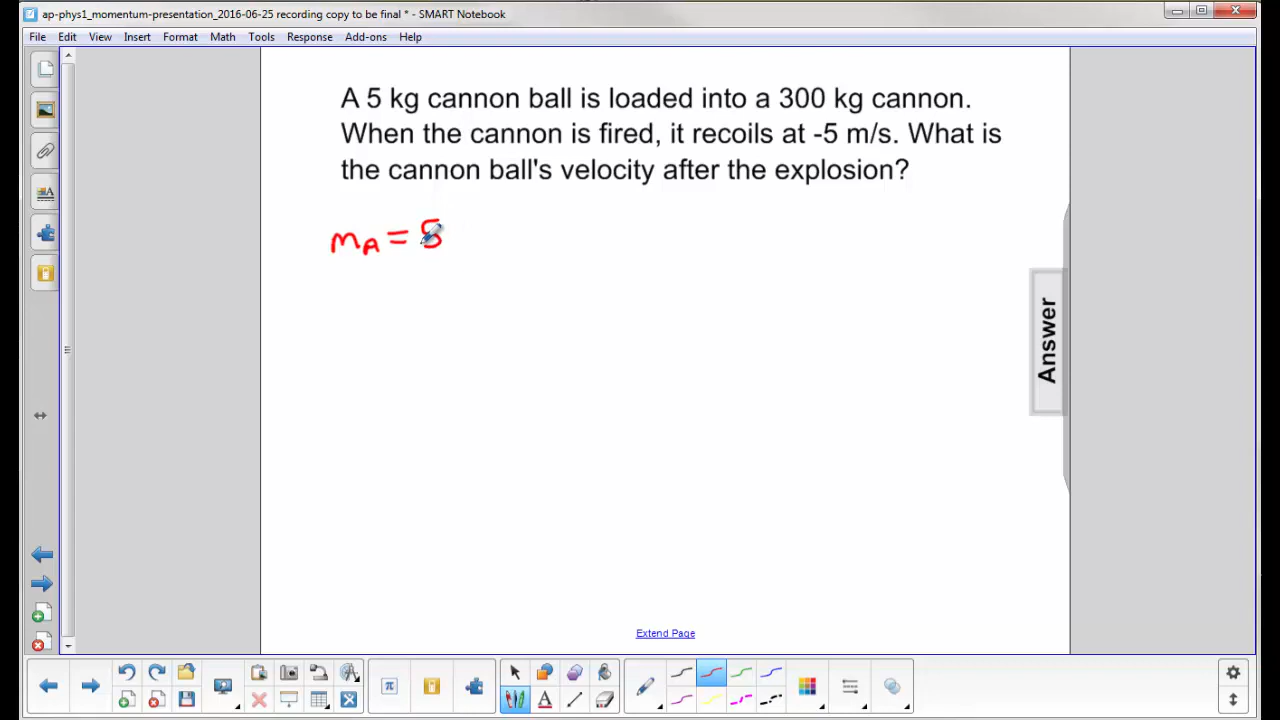 ap-phys1_momentum-presentation_2016-06-25 recording copy to be final * - SMART Notebook
File Edit View Insert Format Math Tools Response Add-ons Help
A 5 kg cannon ball is loaded into a 300 kg cannon.
When the cannon is fired, it recoils at -5 m/s. What is
the cannon ball's velocity after the explosion?
mA = 5
Answer
Extend Page